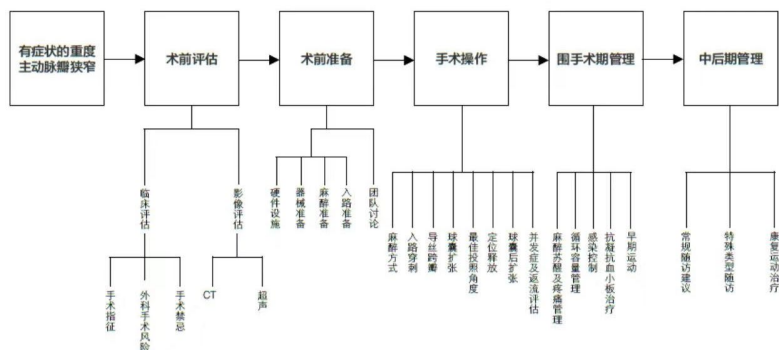 有症状的重度
主动脉瓣狭窄
术前评估
术前准备
手术操作
围手术期管理
中后期管理
临床评估
影像评估
手术指征
外科手术风险
手术禁忌
CT
超声
硬件设施
器械准备
麻醉准备
入路准备
团队讨论
麻醉方式
入路穿刺
导丝跨瓣
球囊扩张
最佳投照角度
定位释放
球囊后扩张
并发症及返流评估
麻醉苏醒及疼痛管理
循环容量管理
感染控制
抗凝抗血小板治疗
早期运动
常规随访建议
特殊类型随访
康复运动治疗